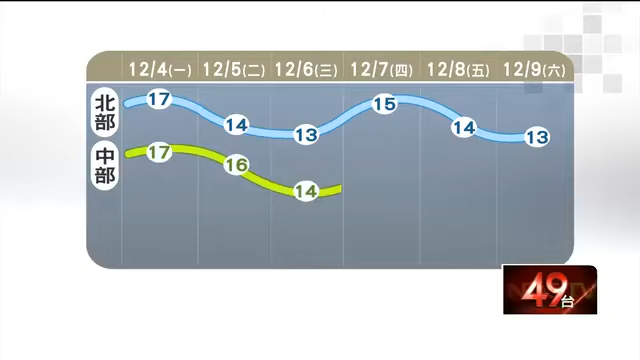 12/4(一) 12/5(二) 12/6(三) 12/7(四) 12/8(五) 12/9(六)
北部 17 14 13 15 14 13
中部 17 16 14
49台